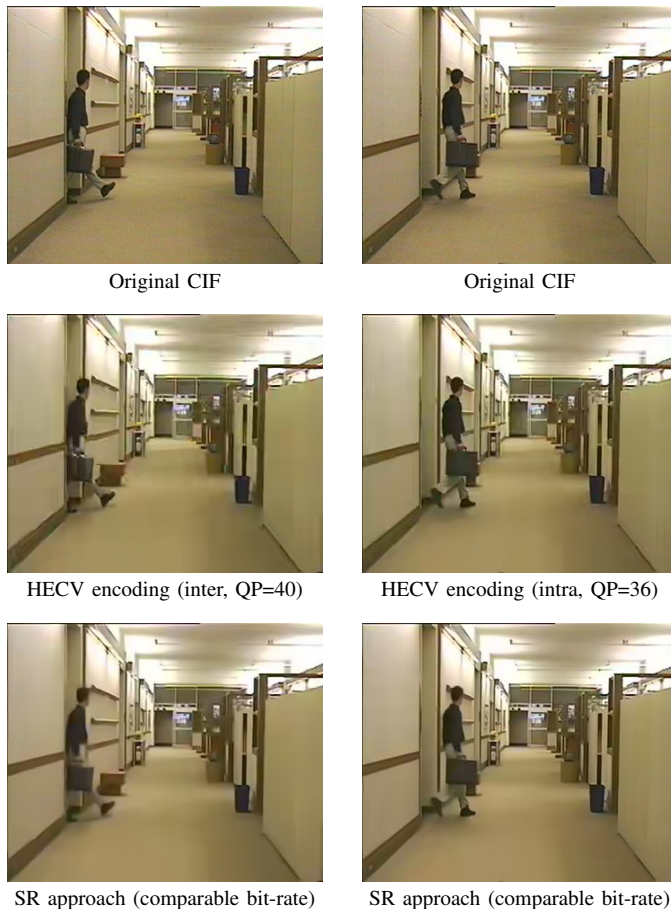 Original CIF
Original CIF
HECV encoding (inter, QP=40)
HECV encoding (intra, QP=36)
SR approach (comparable bit-rate)
SR approach (comparable bit-rate)